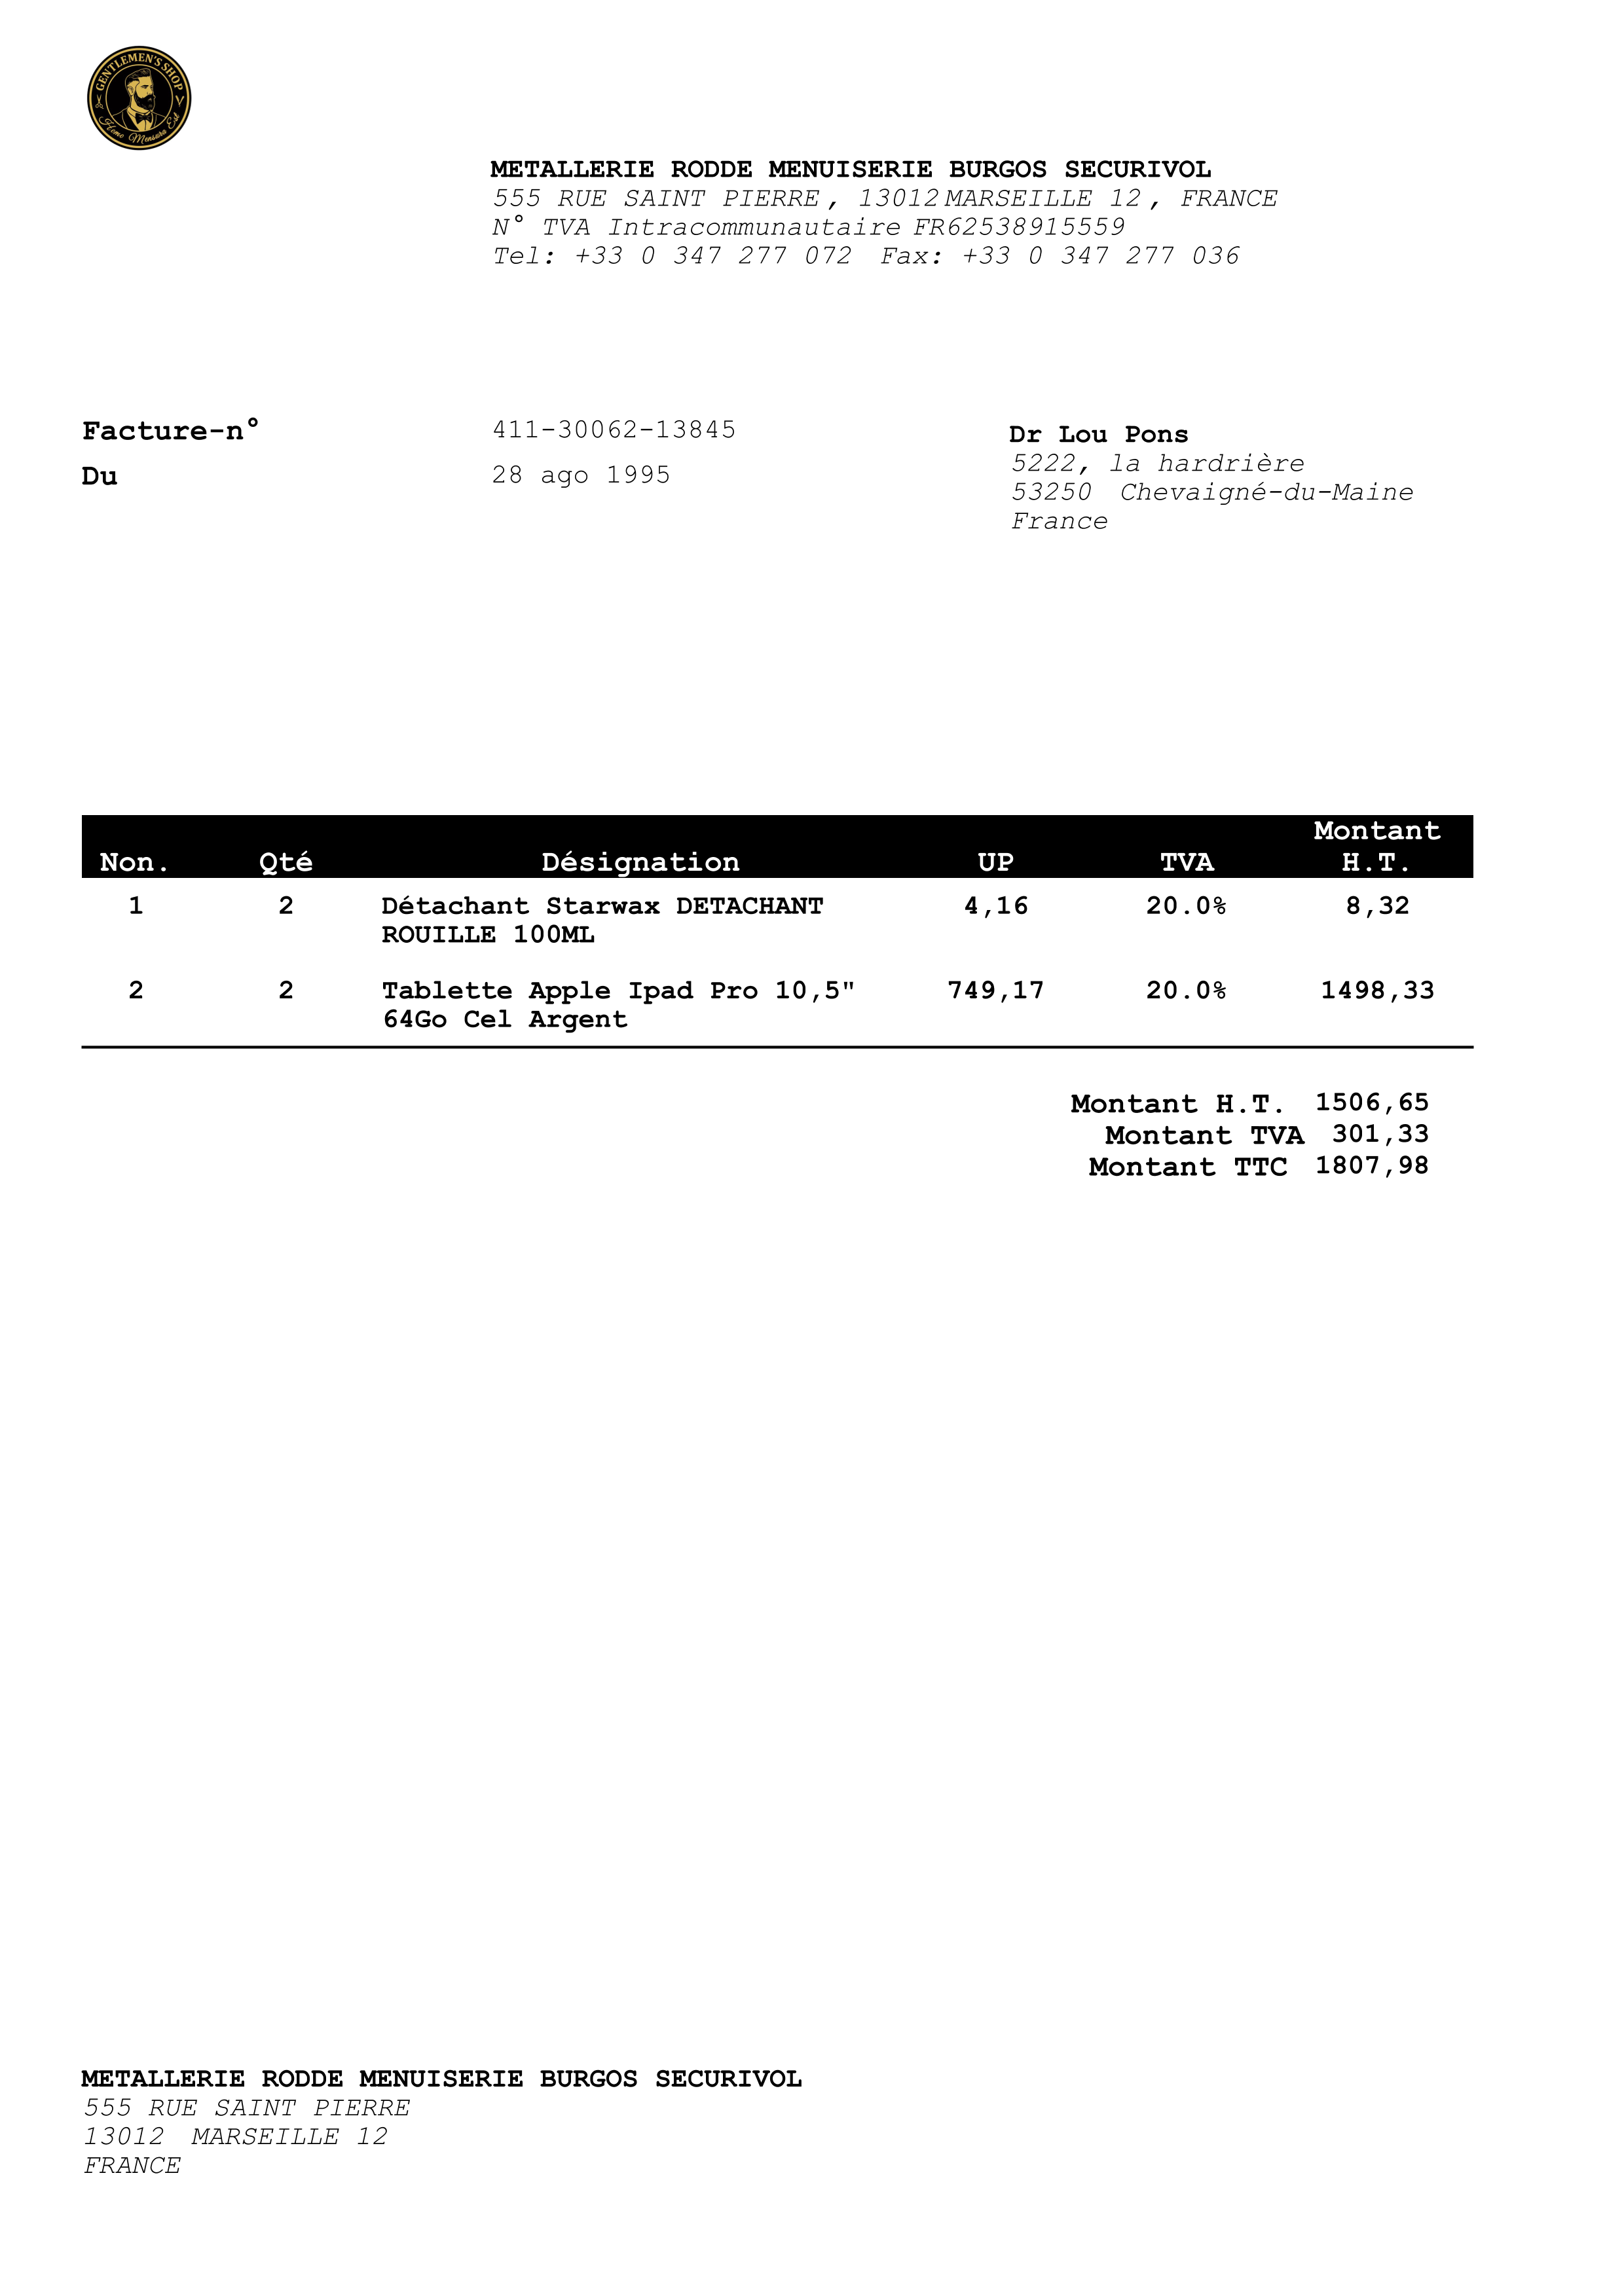 GENTLEMEN'S SHOP
Homo Mensura Est
METALLERIE RODDE MENUISERIE BURGOS SECURIVOL
555 RUE SAINT PIERRE, 13012 MARSEILLE 12, FRANCE
N° TVA Intracommunautaire FR62538915559
Tel: +33 0 347 277 072 Fax: +33 0 347 277 036
Facture-n° 411-30062-13845
Du 28 ago 1995
Dr Lou Pons
5222, la hardrière
53250 Chevaigné-du-Maine
France
Non. Qté Désignation UP TVA Montant H.T.
1 2 Détachant Starwax DETACHANT 4,16 20.0% 8,32
ROUILLE 100ML
2 2 Tablette Apple Ipad Pro 10,5" 749,17 20.0% 1498,33
64Go Cel Argent
Montant H.T. 1506,65
Montant TVA 301,33
Montant TTC 1807,98
METALLERIE RODDE MENUISERIE BURGOS SECURIVOL
555 RUE SAINT PIERRE
13012 MARSEILLE 12
FRANCE